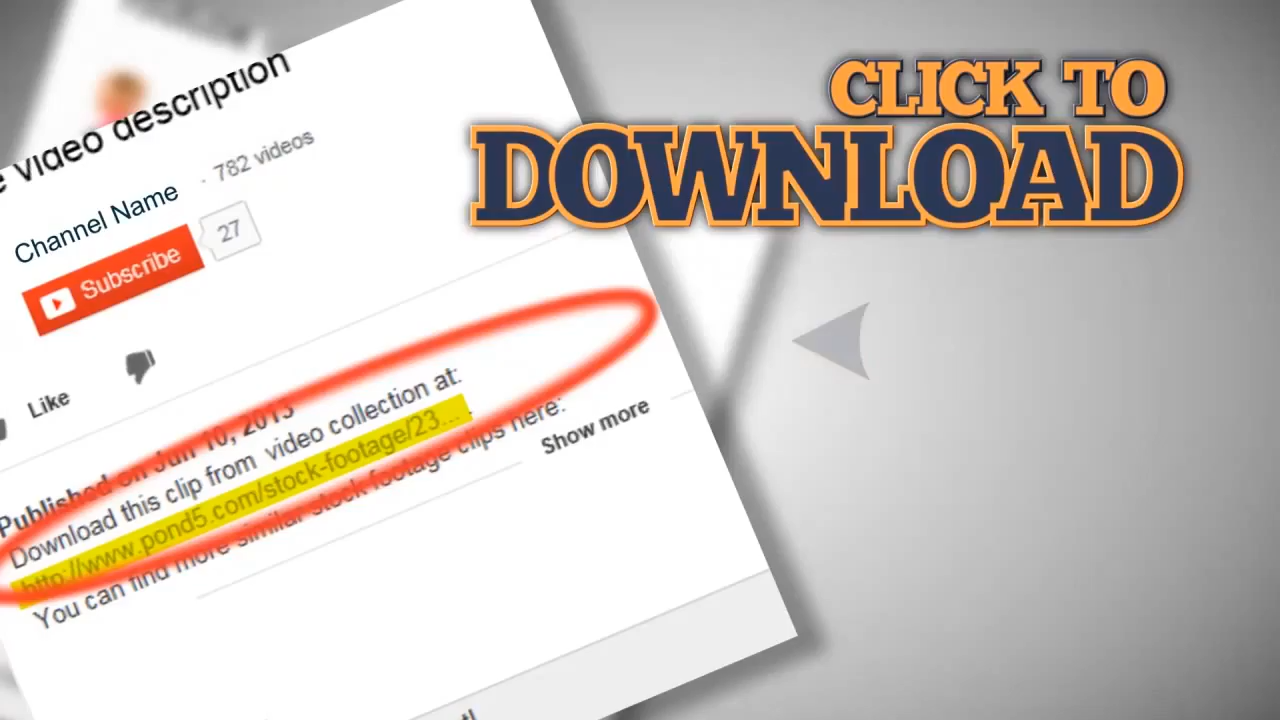 CLICK TO
DOWNLOAD
video description
Channel Name · 782 videos
Subscribe 27
Like
Published on Jun 10, 2013
Download this clip from video collection at:
http://www.pond5.com/stock-footage/23...
You can find more similar stock footage clips here:
Show more